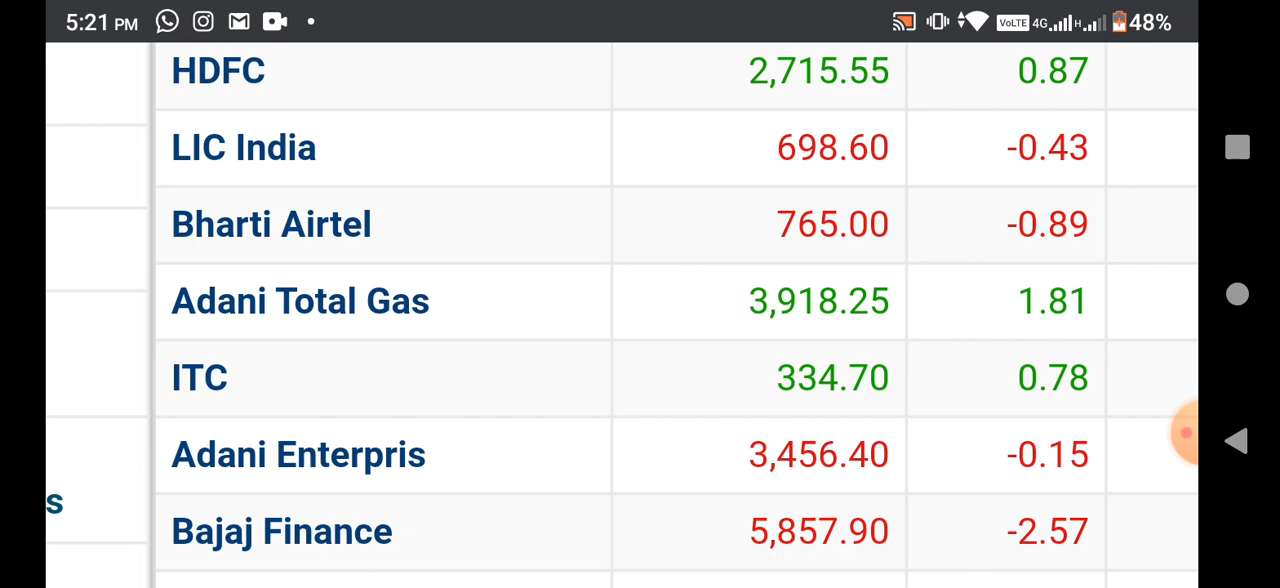 5:21 PM VoLTE 4G H 48%
HDFC 2,715.55 0.87
LIC India 698.60 -0.43
Bharti Airtel 765.00 -0.89
Adani Total Gas 3,918.25 1.81
ITC 334.70 0.78
Adani Enterpris 3,456.40 -0.15
s
Bajaj Finance 5,857.90 -2.57